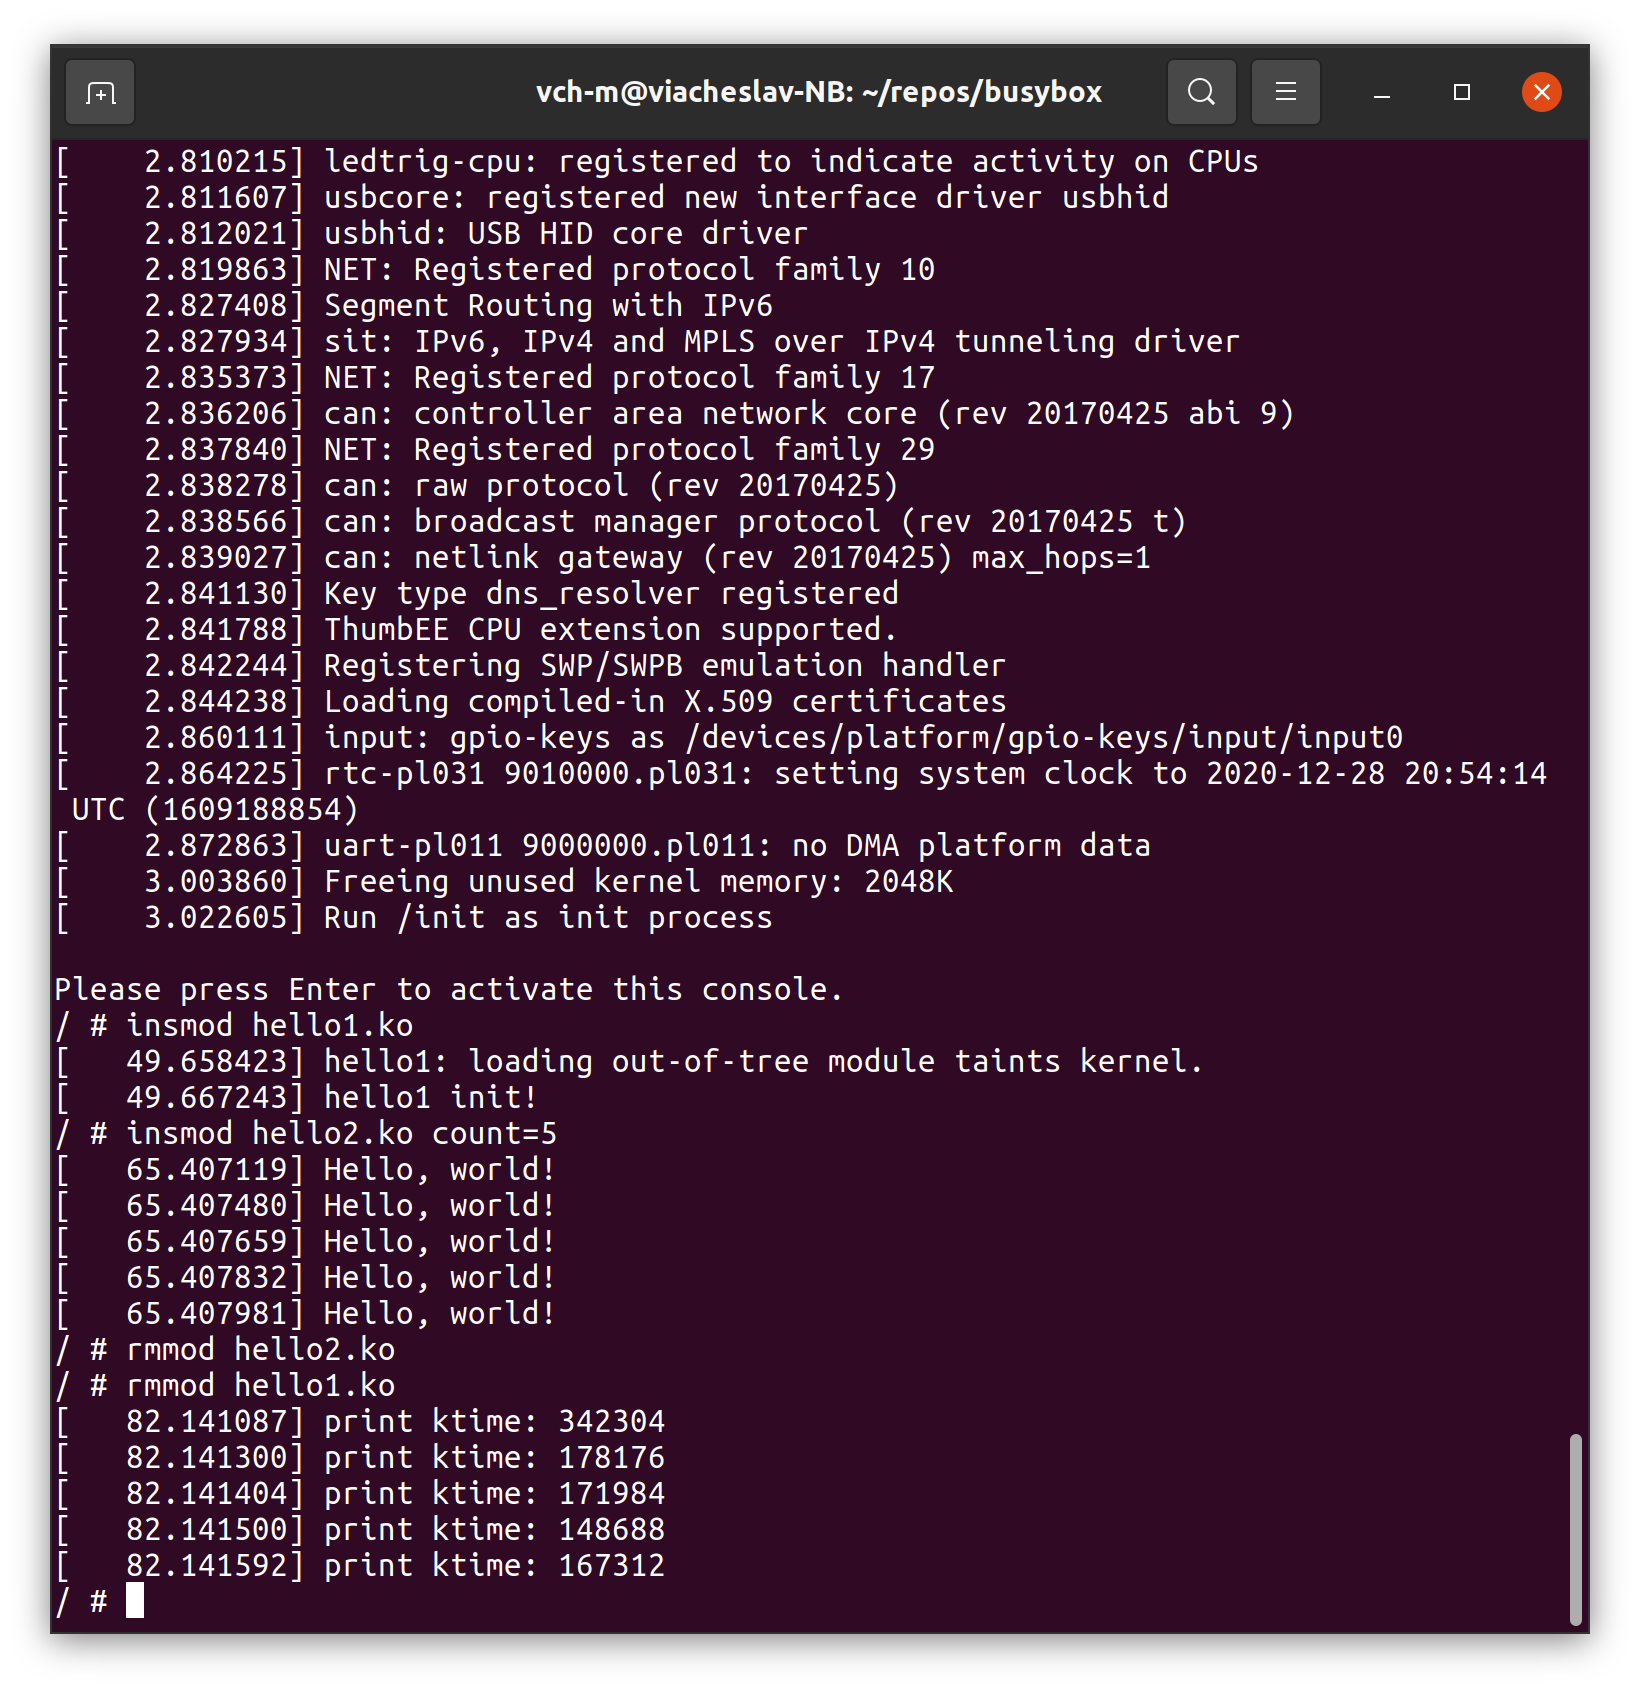 vch-m@viacheslav-NB: ~/repos/busybox
[    2.810215] ledtrig-cpu: registered to indicate activity on CPUs
[    2.811607] usbcore: registered new interface driver usbhid
[    2.812021] usbhid: USB HID core driver
[    2.819863] NET: Registered protocol family 10
[    2.827408] Segment Routing with IPv6
[    2.827934] sit: IPv6, IPv4 and MPLS over IPv4 tunneling driver
[    2.835373] NET: Registered protocol family 17
[    2.836206] can: controller area network core (rev 20170425 abi 9)
[    2.837840] NET: Registered protocol family 29
[    2.838278] can: raw protocol (rev 20170425)
[    2.838566] can: broadcast manager protocol (rev 20170425 t)
[    2.839027] can: netlink gateway (rev 20170425) max_hops=1
[    2.841130] Key type dns_resolver registered
[    2.841788] ThumbEE CPU extension supported.
[    2.842244] Registering SWP/SWPB emulation handler
[    2.844238] Loading compiled-in X.509 certificates
[    2.860111] input: gpio-keys as /devices/platform/gpio-keys/input/input0
[    2.864225] rtc-pl031 9010000.pl031: setting system clock to 2020-12-28 20:54:14
 UTC (1609188854)
[    2.872863] uart-pl011 9000000.pl011: no DMA platform data
[    3.003860] Freeing unused kernel memory: 2048K
[    3.022605] Run /init as init process

Please press Enter to activate this console.
/ # insmod hello1.ko
[   49.658423] hello1: loading out-of-tree module taints kernel.
[   49.667243] hello1 init!
/ # insmod hello2.ko count=5
[   65.407119] Hello, world!
[   65.407480] Hello, world!
[   65.407659] Hello, world!
[   65.407832] Hello, world!
[   65.407981] Hello, world!
/ # rmmod hello2.ko
/ # rmmod hello1.ko
[   82.141087] print ktime: 342304
[   82.141300] print ktime: 178176
[   82.141404] print ktime: 171984
[   82.141500] print ktime: 148688
[   82.141592] print ktime: 167312
/ #